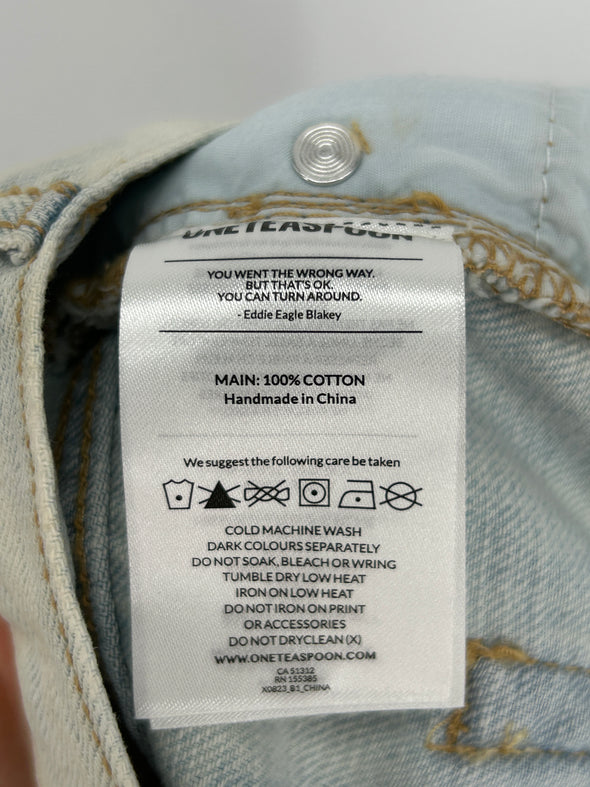 ONETEASPOON
YOU WENT THE WRONG WAY.
BUT THAT'S OK.
YOU CAN TURN AROUND.
- Eddie Eagle Blakey
MAIN: 100% COTTON
Handmade in China
We suggest the following care be taken
COLD MACHINE WASH
DARK COLOURS SEPARATELY
DO NOT SOAK, BLEACH OR WRING
TUMBLE DRY LOW HEAT
IRON ON LOW HEAT
DO NOT IRON ON PRINT
OR ACCESSORIES
DO NOT DRYCLEAN (X)
WWW.ONETEASPOON.COM
CA 51312
RN 155385
X0823_B1_CHINA